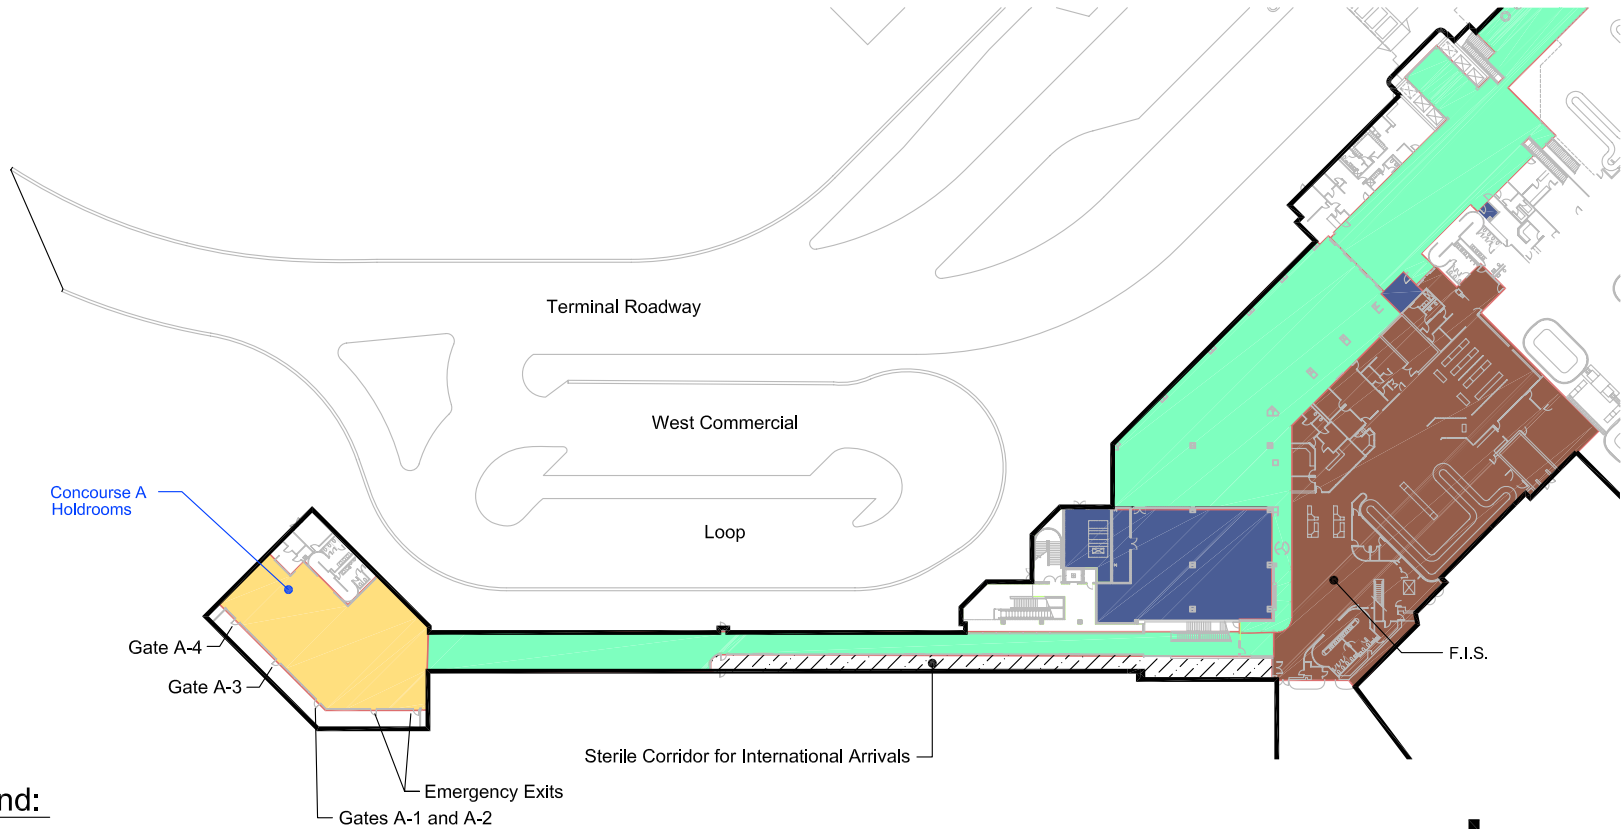 Terminal Roadway
West Commercial
Loop
Concourse A
Holdrooms
Gate A-4
Gate A-3
F.I.S.
Sterile Corridor for International Arrivals
Emergency Exits
Gates A-1 and A-2
nd: